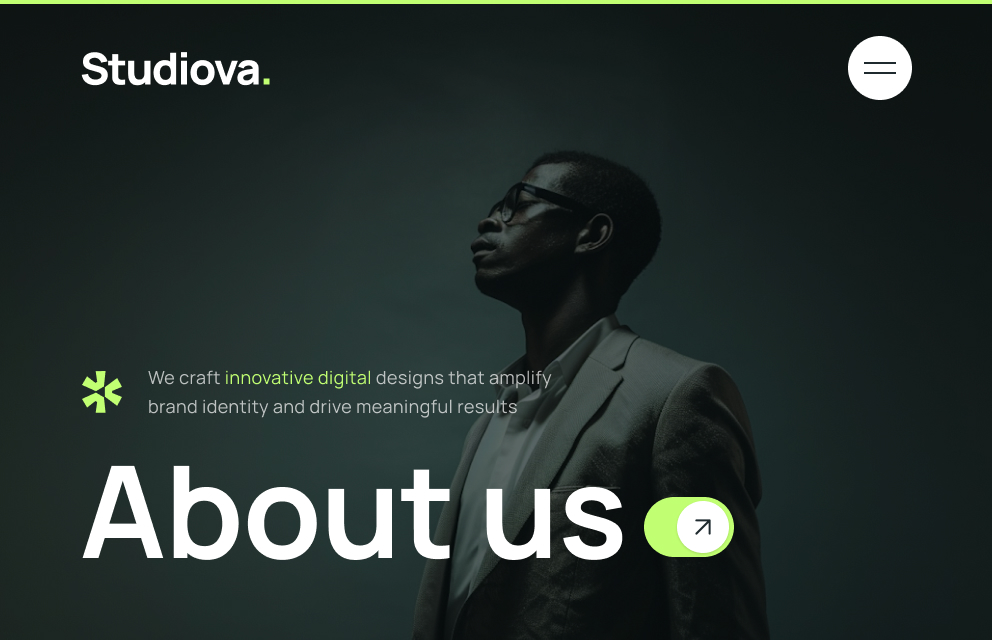 Studiova.
We craft innovative digital designs that amplify
brand identity and drive meaningful results
About us